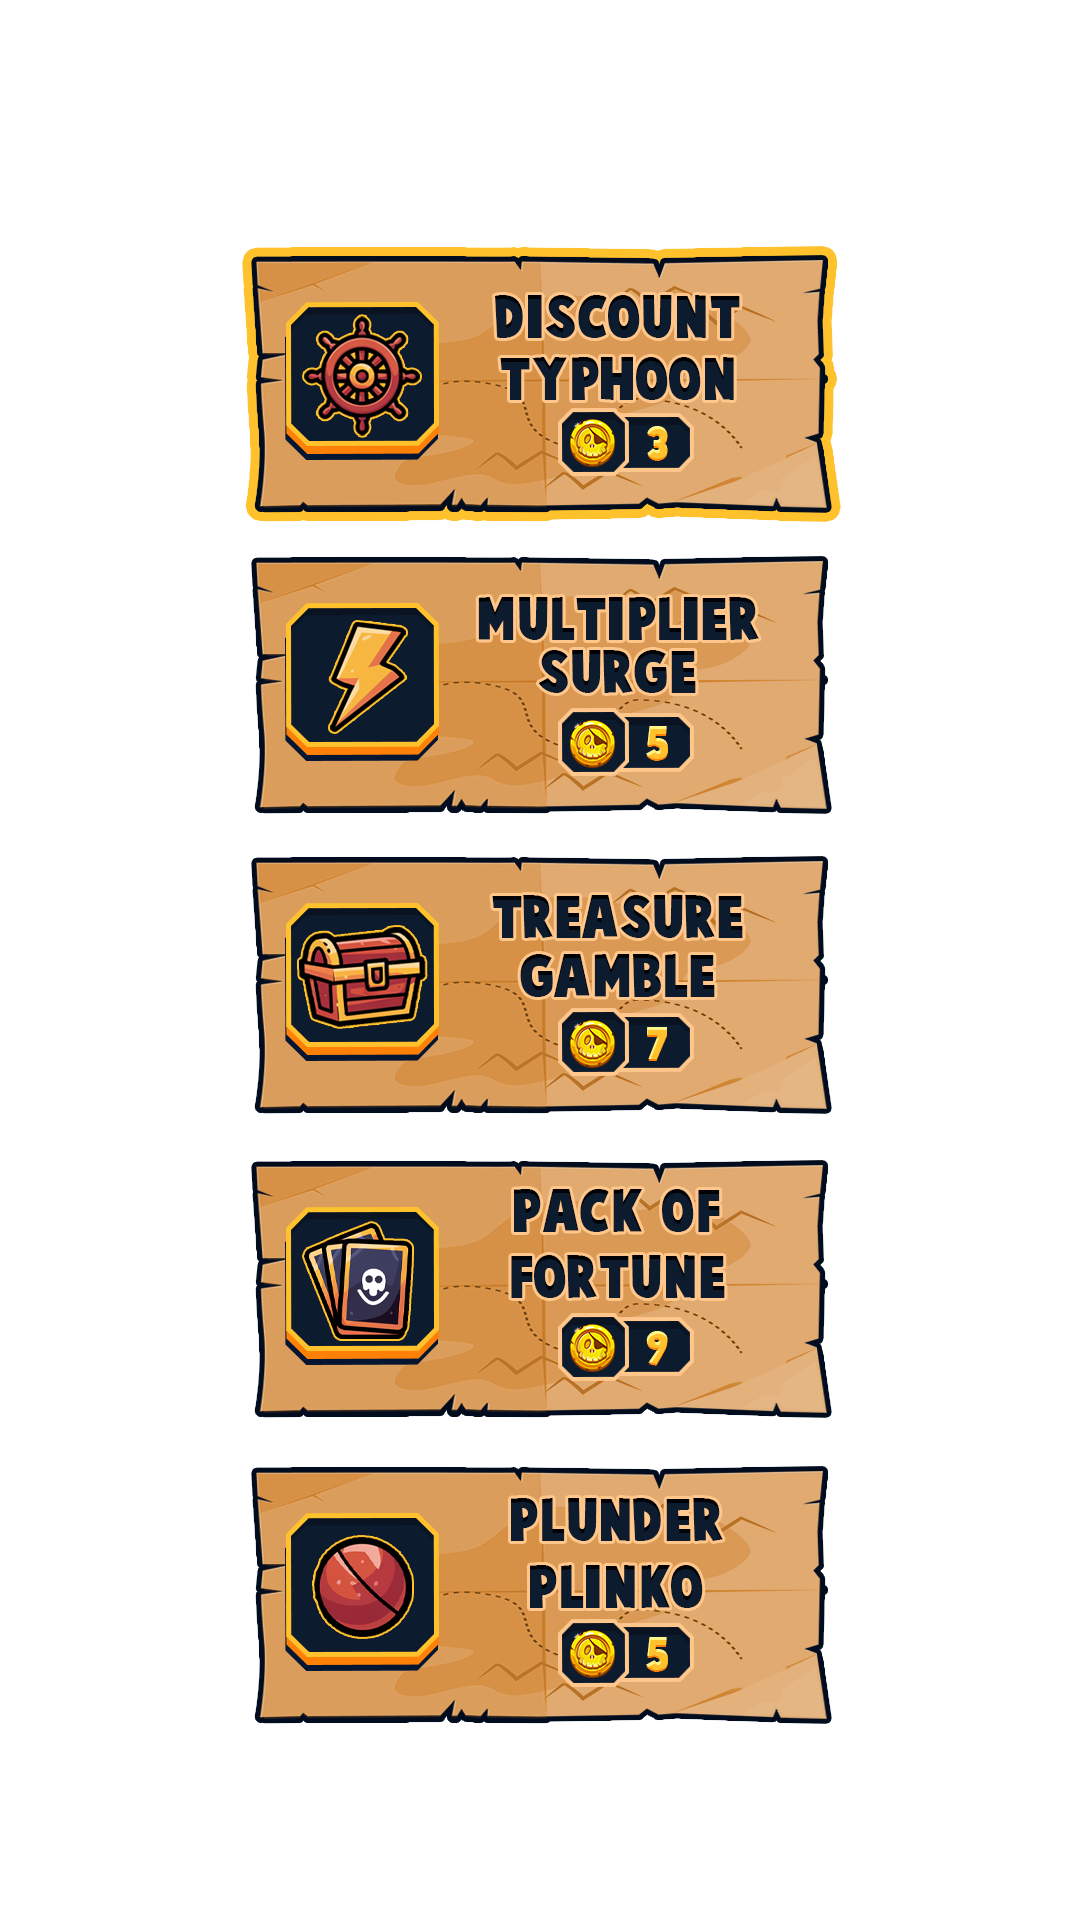 DISCOUNT
TYPHOON
3
MULTIPLIER
SURGE
5
TREASURE
GAMBLE
7
PACK OF
FORTUNE
9
PLUNDER
PLINKO
5